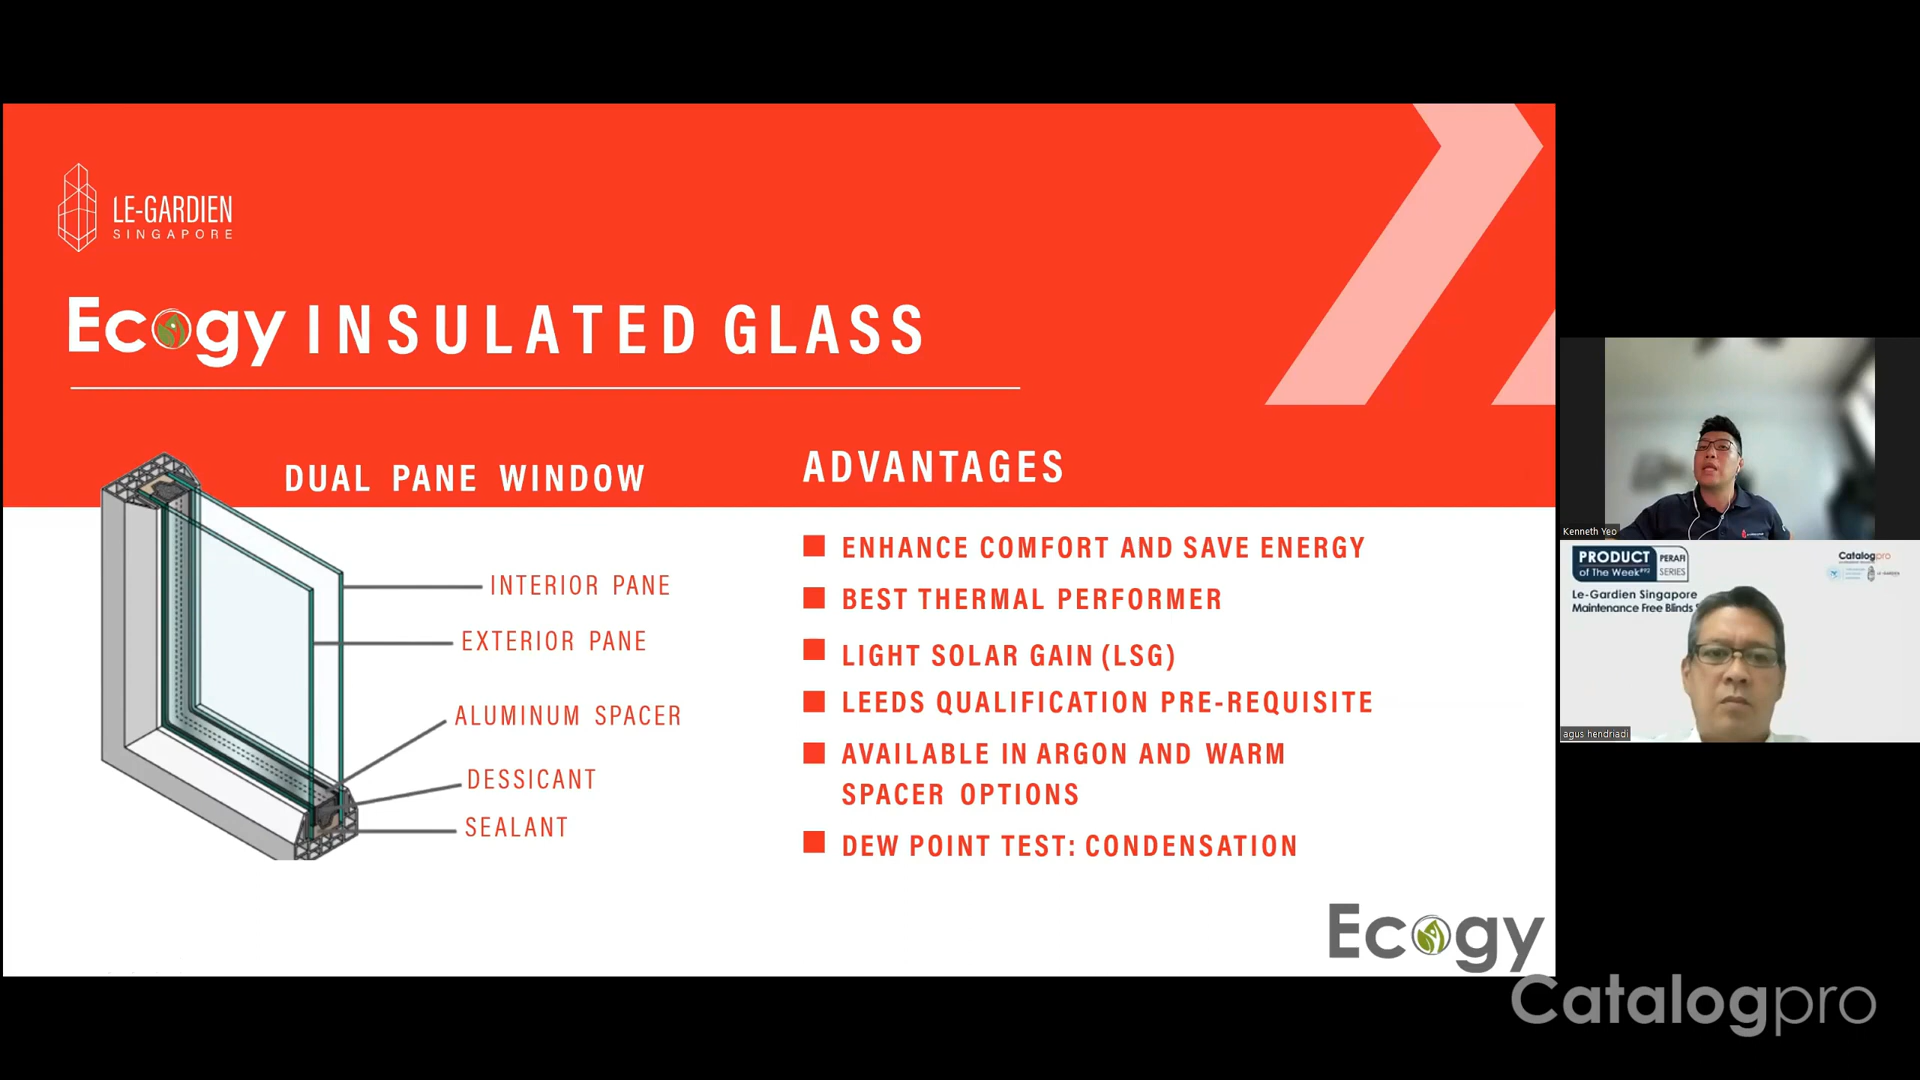 LE-GARDIEN
SINGAPORE
Ecogy INSULATED GLASS
DUAL PANE WINDOW
INTERIOR PANE
EXTERIOR PANE
ALUMINUM SPACER
DESSICANT
SEALANT
ADVANTAGES
ENHANCE COMFORT AND SAVE ENERGY
BEST THERMAL PERFORMER
LIGHT SOLAR GAIN (LSG)
LEEDS QUALIFICATION PRE-REQUISITE
AVAILABLE IN ARGON AND WARM
SPACER OPTIONS
DEW POINT TEST: CONDENSATION
Ecogy
Kenneth Yeo
PRODUCT
of The Week
PERAFI
SERIES
Catalogpro
Le-Gardien Singapore
Maintenance Free Blinds
agus hendriadi
Catalogpro